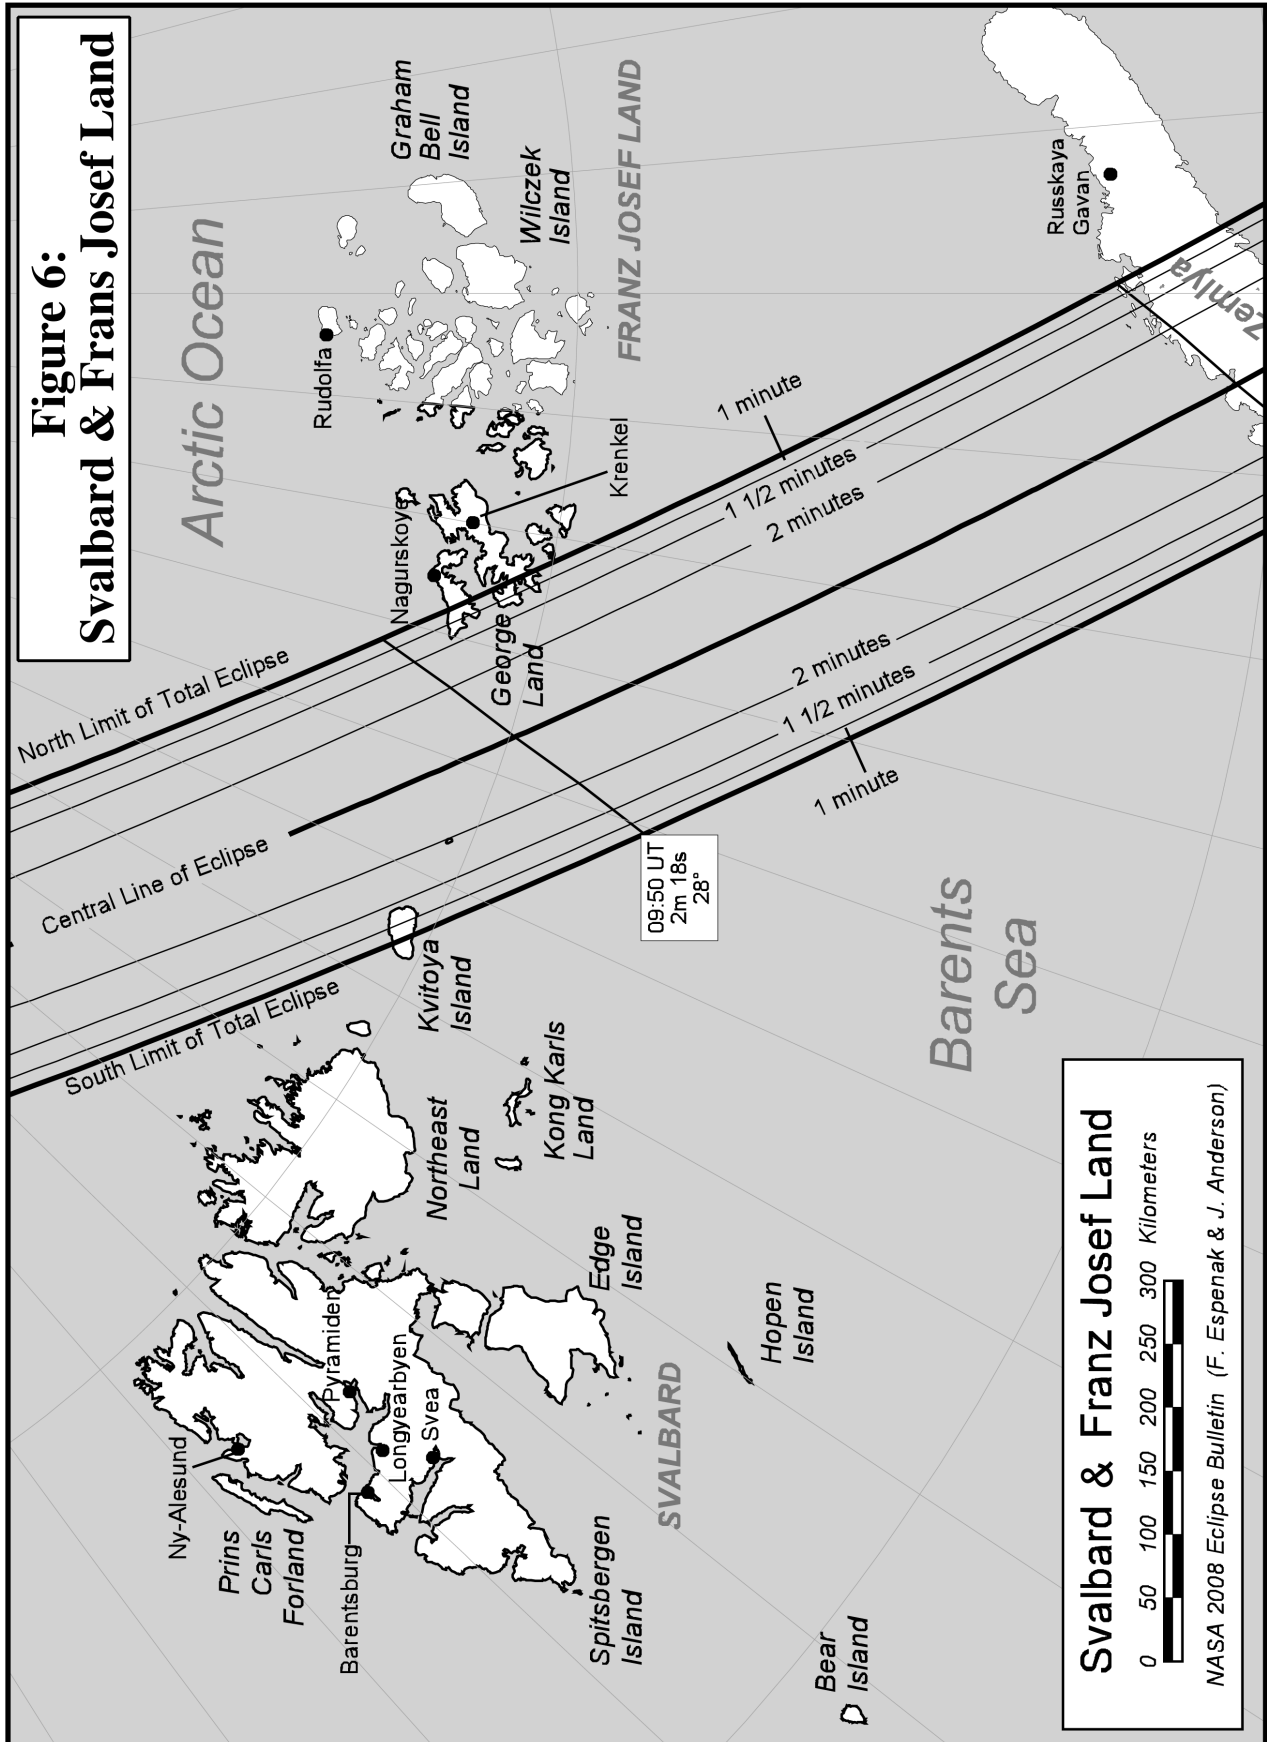 Figure 6:
Svalbard & Frans Josef Land
Arctic Ocean
Graham
Bell
Island
Wilczek
Island
FRANZ JOSEF LAND
Rudolfa
Krenkel
Nagurskoye
George
Land
Russkaya
Gavan
Zemlya
North Limit of Total Eclipse
Central Line of Eclipse
South Limit of Total Eclipse
1 minute
1 1/2 minutes
2 minutes
2 minutes
1 1/2 minutes
1 minute
09:50 UT
2m 18s
28°
Kvitoya
Island
Northeast
Land
Kong Karls
Land
Barents
Sea
Edge
Island
Hopen
Island
SVALBARD
Pyramiden
Longyearbyen
Svea
Ny-Alesund
Prins
Carls
Forland
Barentsburg
Spitsbergen
Island
Bear
Island
Svalbard & Franz Josef Land
0 50 100 150 200 250 300 Kilometers
NASA 2008 Eclipse Bulletin (F. Espenak & J. Anderson)